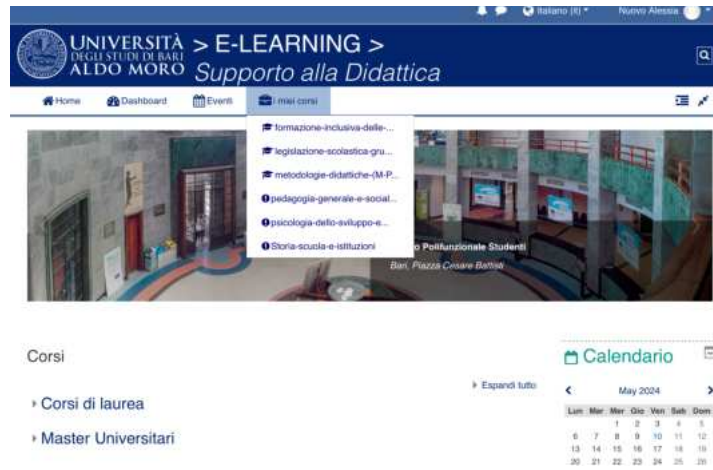 Italiano (it)
Nuovo Alessia
UNIVERSITÀ
DEGLI STUDI DI BARI
ALDO MORO
> E-LEARNING >
Supporto alla Didattica
Home
Dashboard
Eventi
I miei corsi
formazione-inclusiva-delle-...
legislazione-scolastica-gru...
metodologie-didattiche-(M-P...
pedagogia-generale-e-social...
psicologia-dello-sviluppo-e...
Storia-scuola-e-istituzioni
Polifunzionale Studenti
Bari, Piazza Cesare Battisti
Corsi
Espandi tutto
Corsi di laurea
Master Universitari
Calendario
May 2024
Lun Mar Mer Gio Ven Sab Dom
1 2 3 4 5
6 7 8 9 10 11 12
13 14 15 16 17 18 19
20 21 22 23 24 25 26